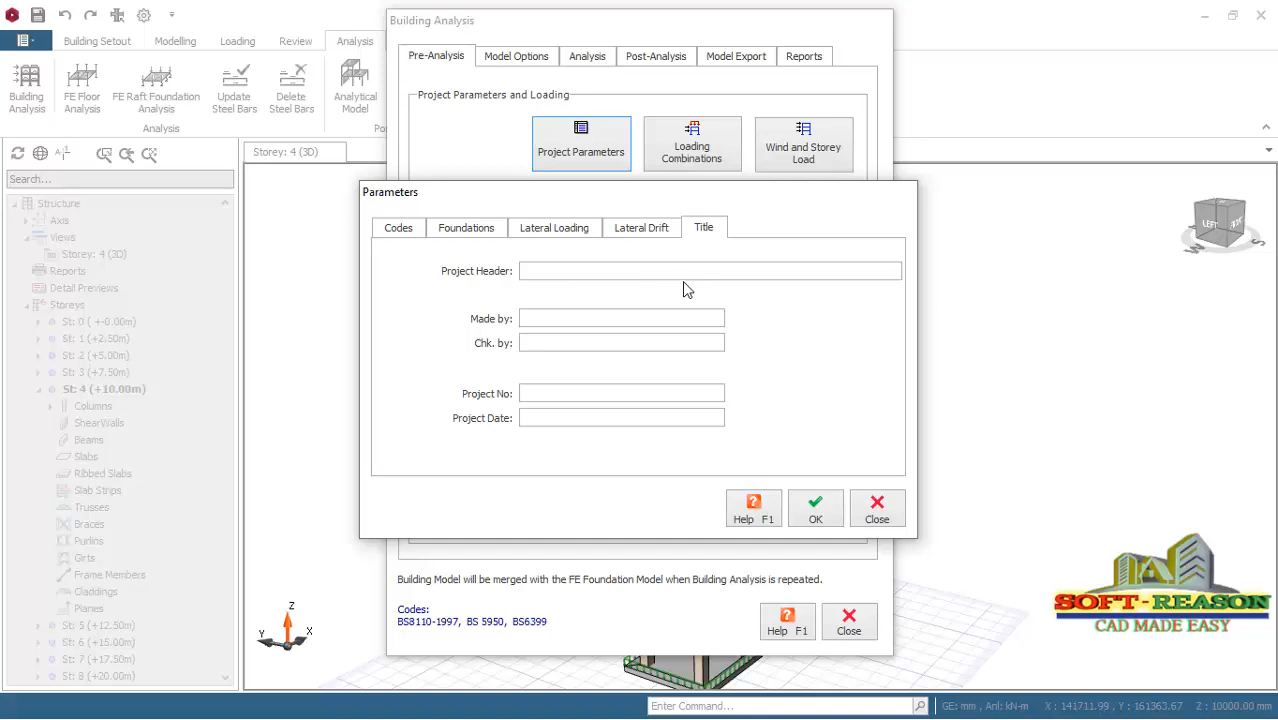 Building Setout
Modelling
Loading
Review
Analysis
Building Analysis
FE Floor Analysis
FE Raft Foundation Analysis
Update Steel Bars
Delete Steel Bars
Analytical Model
Analysis
Search...
Structure
Axis
Views
Storey: 4 (3D)
Reports
Detail Previews
Storeys
St: 0 ( +-0.00m)
St: 1 (+2.50m)
St: 2 (+5.00m)
St: 3 (+7.50m)
St: 4 (+10.00m)
Columns
ShearWalls
Beams
Slabs
Ribbed Slabs
Slab Strips
Trusses
Braces
Purlins
Girts
Frame Members
Claddings
Planes
St: 5 (+12.50m)
St: 6 (+15.00m)
St: 7 (+17.50m)
St: 8 (+20.00m)
Storey: 4 (3D)
Building Analysis
Pre-Analysis
Model Options
Analysis
Post-Analysis
Model Export
Reports
Project Parameters and Loading
Project Parameters
Loading Combinations
Wind and Storey Load
Parameters
Codes
Foundations
Lateral Loading
Lateral Drift
Title
Project Header:
Made by:
Chk. by:
Project No:
Project Date:
Help F1
OK
Close
Building Model will be merged with the FE Foundation Model when Building Analysis is repeated.
Codes:
BS8110-1997, BS 5950, BS6399
Help F1
Close
LEFT
W
S
Z
Y
X
SOFT-REASON
CAD MADE EASY
Enter Command...
GE: mm , Anl: kN-m
X : 141711.99 , Y : 161363.67
Z : 10000.00 mm